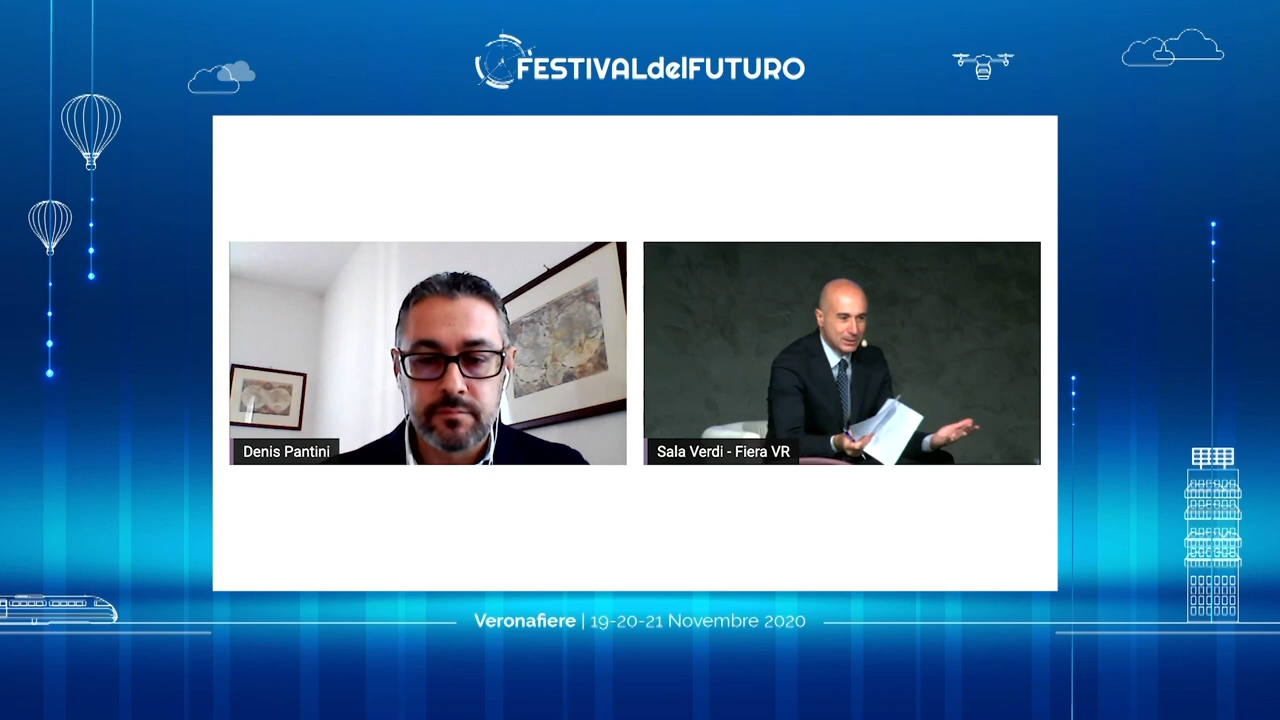 FESTIVALdelFUTURO
Denis Pantini
Sala Verdi - Fiera VR
Veronafiere | 19-20-21 Novembre 2020